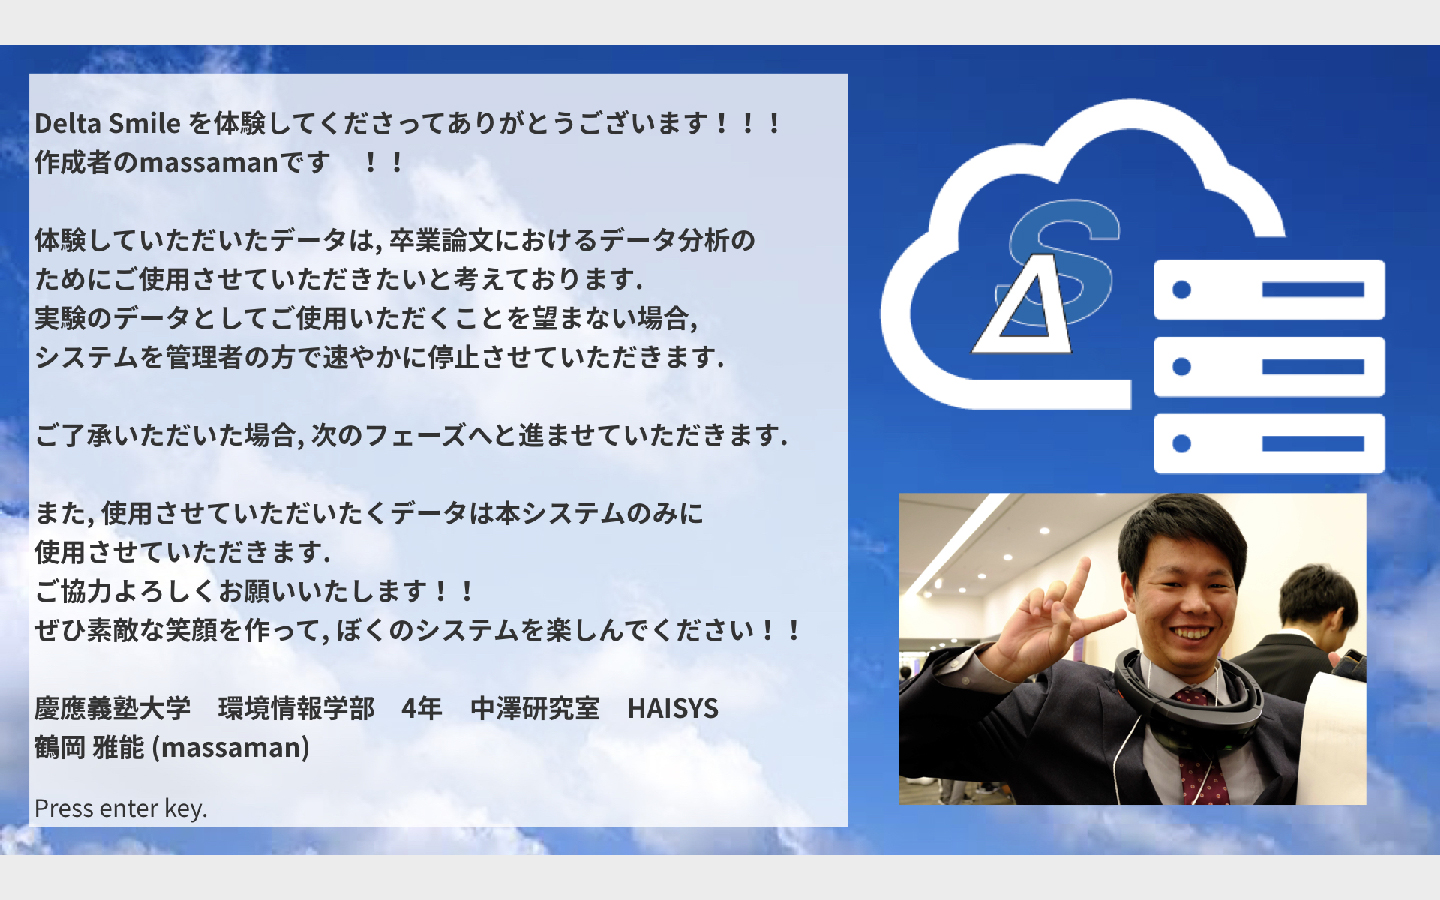 Delta Smile を体験してくださってありがとうございます！！！
作成者のmassamanです　！！
体験していただいたデータは, 卒業論文におけるデータ分析の
ためにご使用させていただきたいと考えております.
実験のデータとしてご使用いただくことを望まない場合,
システムを管理者の方で速やかに停止させていただきます.
ご了承いただいた場合, 次のフェーズへと進ませていただきます.
また, 使用させていただいたくデータは本システムのみに
使用させていただきます.
ご協力よろしくお願いいたします！！
ぜひ素敵な笑顔を作って, ぼくのシステムを楽しんでください！！
慶應義塾大学　環境情報学部　4年　中澤研究室　HAISYS
鶴岡 雅能 (massaman)
Press enter key.
S
Δ